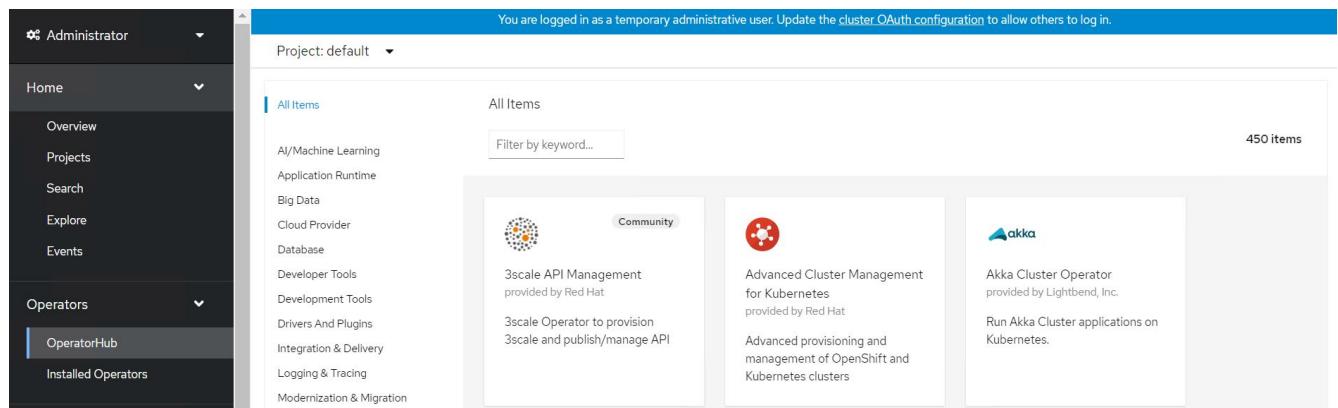 You are logged in as a temporary administrative user. Update the cluster OAuth configuration to allow others to log in.
Administrator
Home
Overview
Projects
Search
Explore
Events
Operators
OperatorHub
Installed Operators
Project: default
All Items
AI/Machine Learning
Application Runtime
Big Data
Cloud Provider
Database
Developer Tools
Development Tools
Drivers And Plugins
Integration & Delivery
Logging & Tracing
Modernization & Migration
All Items
Filter by keyword...
450 items
Community
3scale API Management
provided by Red Hat
3scale Operator to provision
3scale and publish/manage API
Advanced Cluster Management
for Kubernetes
provided by Red Hat
Advanced provisioning and
management of OpenShift and
Kubernetes clusters
akka
Akka Cluster Operator
provided by Lightbend, Inc.
Run Akka Cluster applications on
Kubernetes.